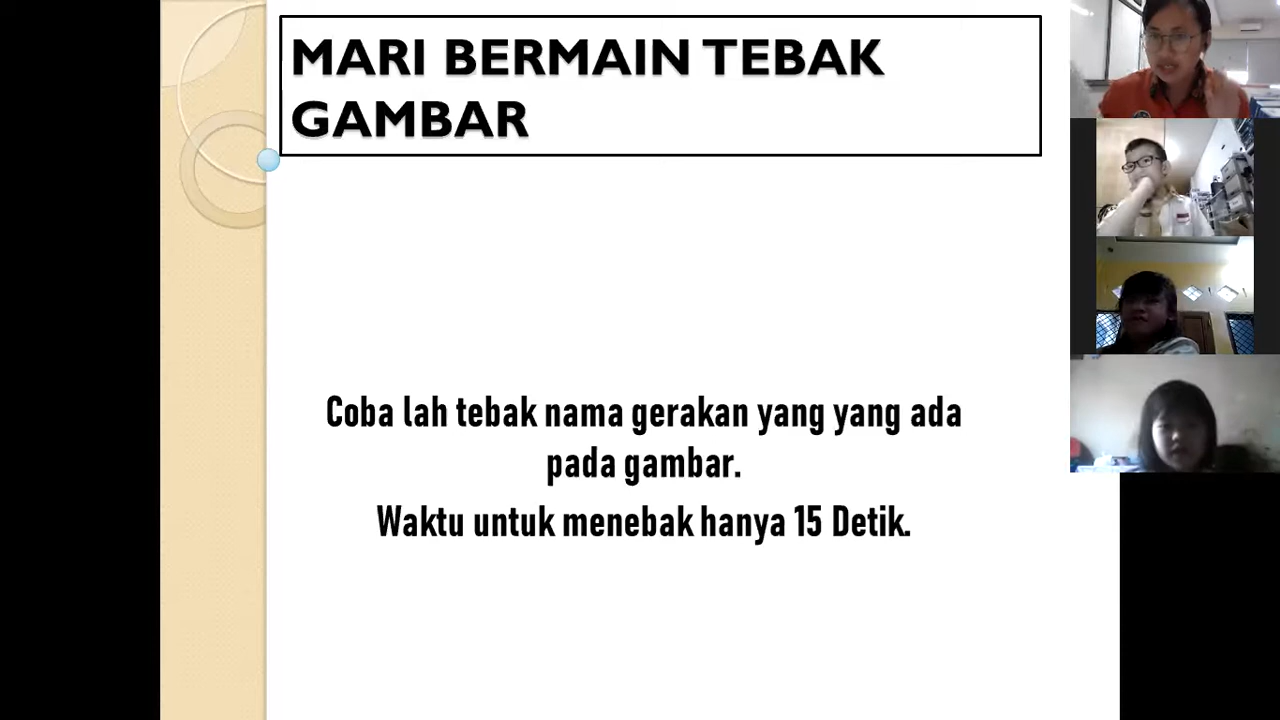 MARI BERMAIN TEBAK
GAMBAR
Coba lah tebak nama gerakan yang yang ada
pada gambar.
Waktu untuk menebak hanya 15 Detik.